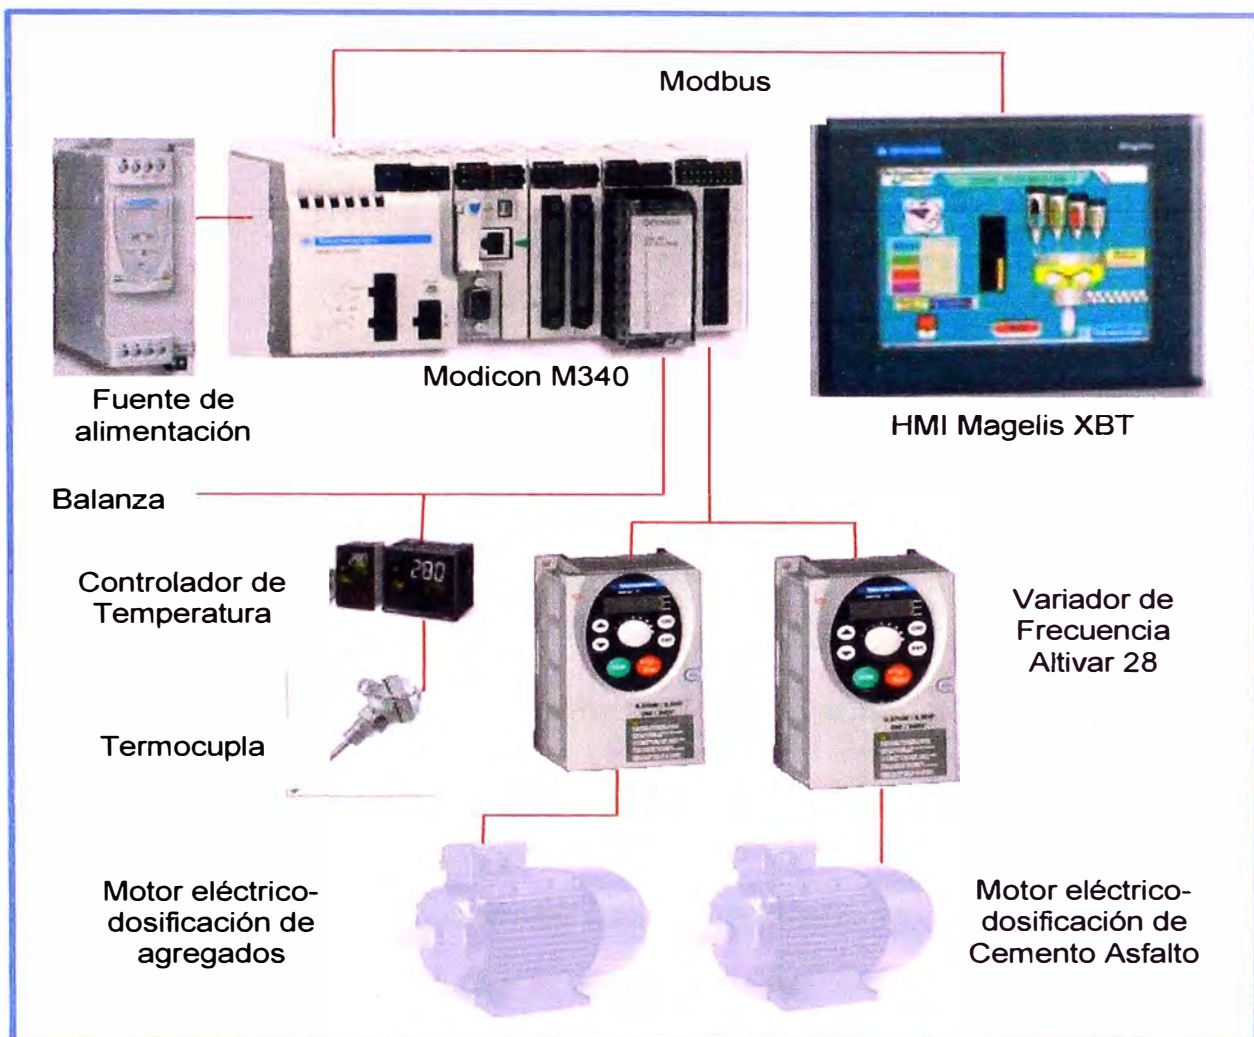 Modbus
Modicon M340
Fuente de
alimentación
HMI Magelis XBT
Balanza
280
Controlador de
Temperatura
Variador de
Frecuencia
Altivar 28
Termocupla
Motor eléctrico-
dosificación de
agregados
Motor eléctrico-
dosificación de
Cemento Asfalto